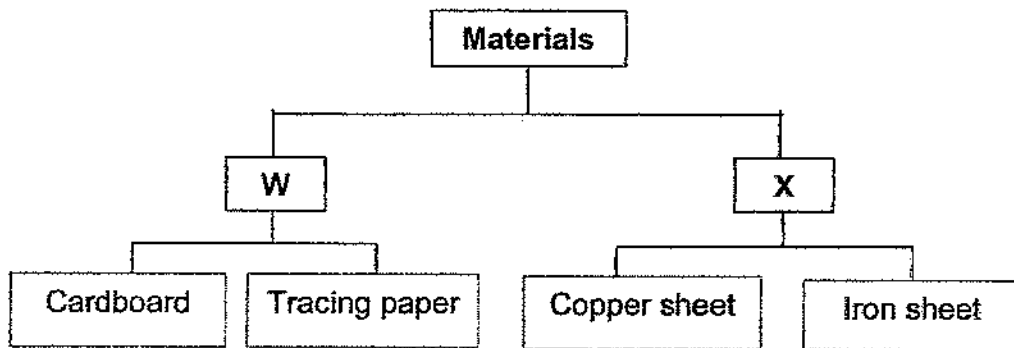 Materials
W
X
Cardboard
Tracing paper
Copper sheet
Iron sheet